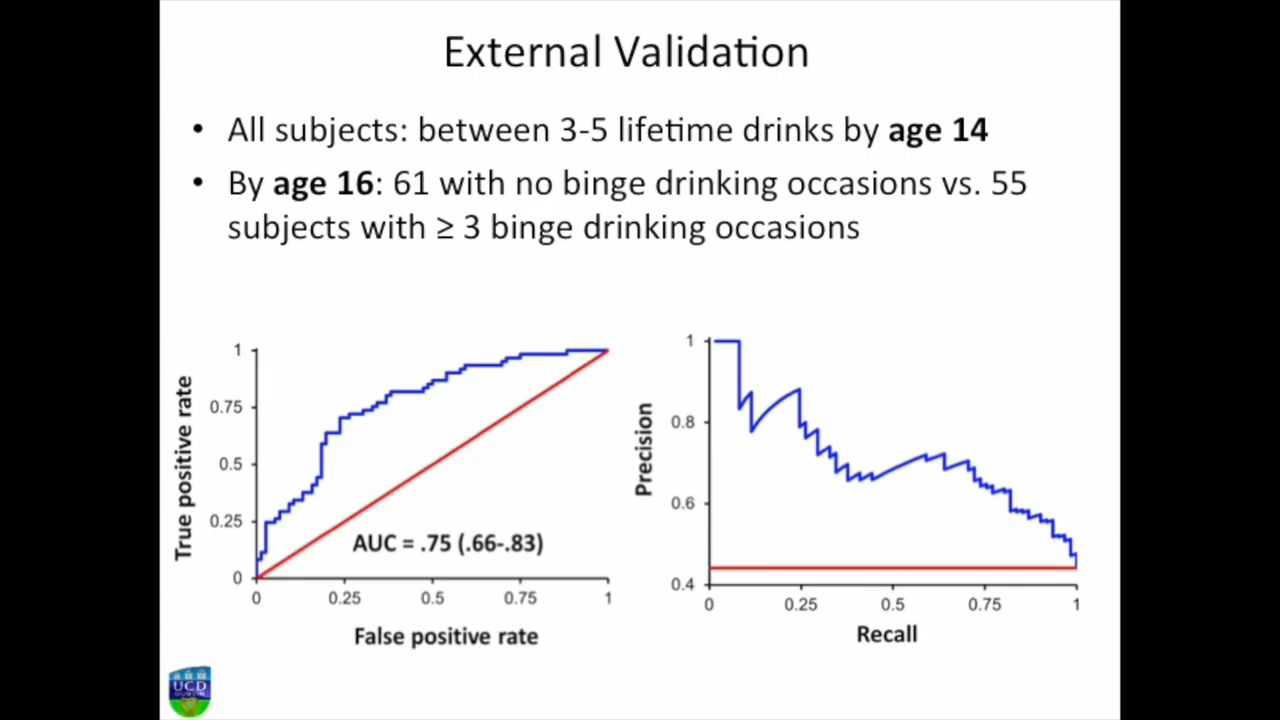 External Validation
• All subjects: between 3-5 lifetime drinks by age 14
• By age 16: 61 with no binge drinking occasions vs. 55
subjects with ≥ 3 binge drinking occasions
True positive rate
1
0.75
0.5
0.25
0
AUC = .75 (.66-.83)
0 0.25 0.5 0.75 1
False positive rate
Precision
1
0.8
0.6
0.4
0 0.25 0.5 0.75 1
Recall
UCD
DUBLIN